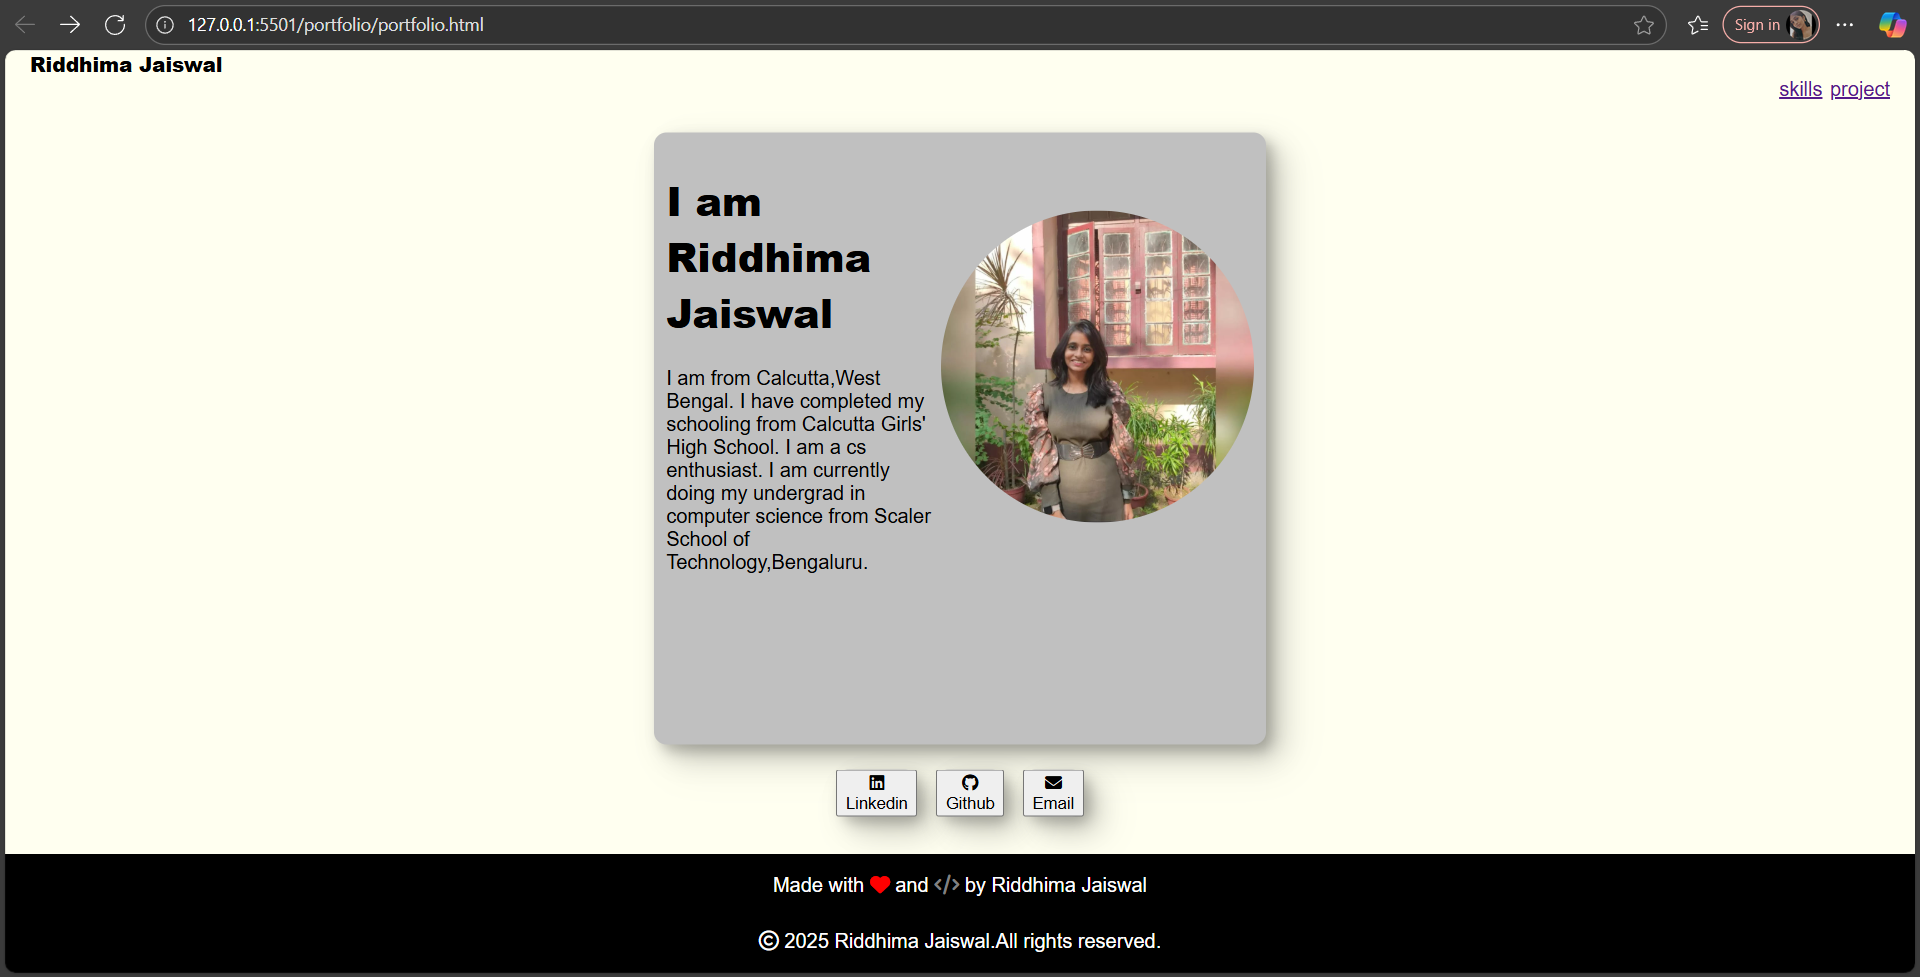 127.0.0.1:5501/portfolio/portfolio.html
Sign in
Riddhima Jaiswal
skills project
I am
Riddhima
Jaiswal
I am from Calcutta,West
Bengal. I have completed my
schooling from Calcutta Girls'
High School. I am a cs
enthusiast. I am currently
doing my undergrad in
computer science from Scaler
School of
Technology,Bengaluru.
Linkedin Github Email
Made with and </> by Riddhima Jaiswal
© 2025 Riddhima Jaiswal.All rights reserved.